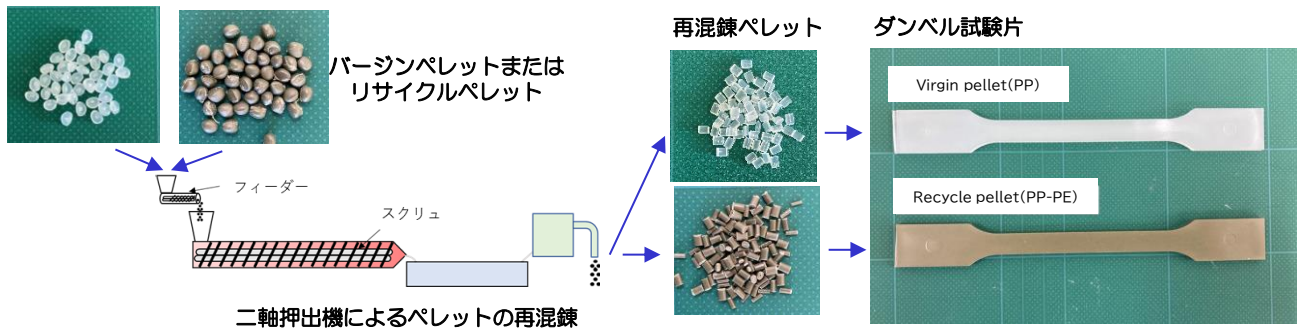 バージンペレットまたは
リサイクルペレット
フィーダー
スクリュ
二軸押出機によるペレットの再混錬
再混錬ペレット
ダンベル試験片
Virgin pellet(PP)
Recycle pellet(PP-PE)